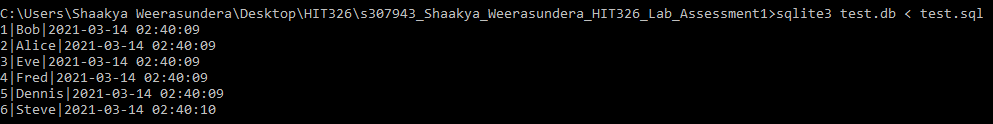 C:\Users\Shaakya Weerasundera\Desktop\HIT326\s307943_Shaakya_Weerasundera_HIT326_Lab_Assessment1>sqlite3 test.db < test.sql
1|Bob|2021-03-14 02:40:09
2|Alice|2021-03-14 02:40:09
3|Eve|2021-03-14 02:40:09
4|Fred|2021-03-14 02:40:09
5|Dennis|2021-03-14 02:40:09
6|Steve|2021-03-14 02:40:10